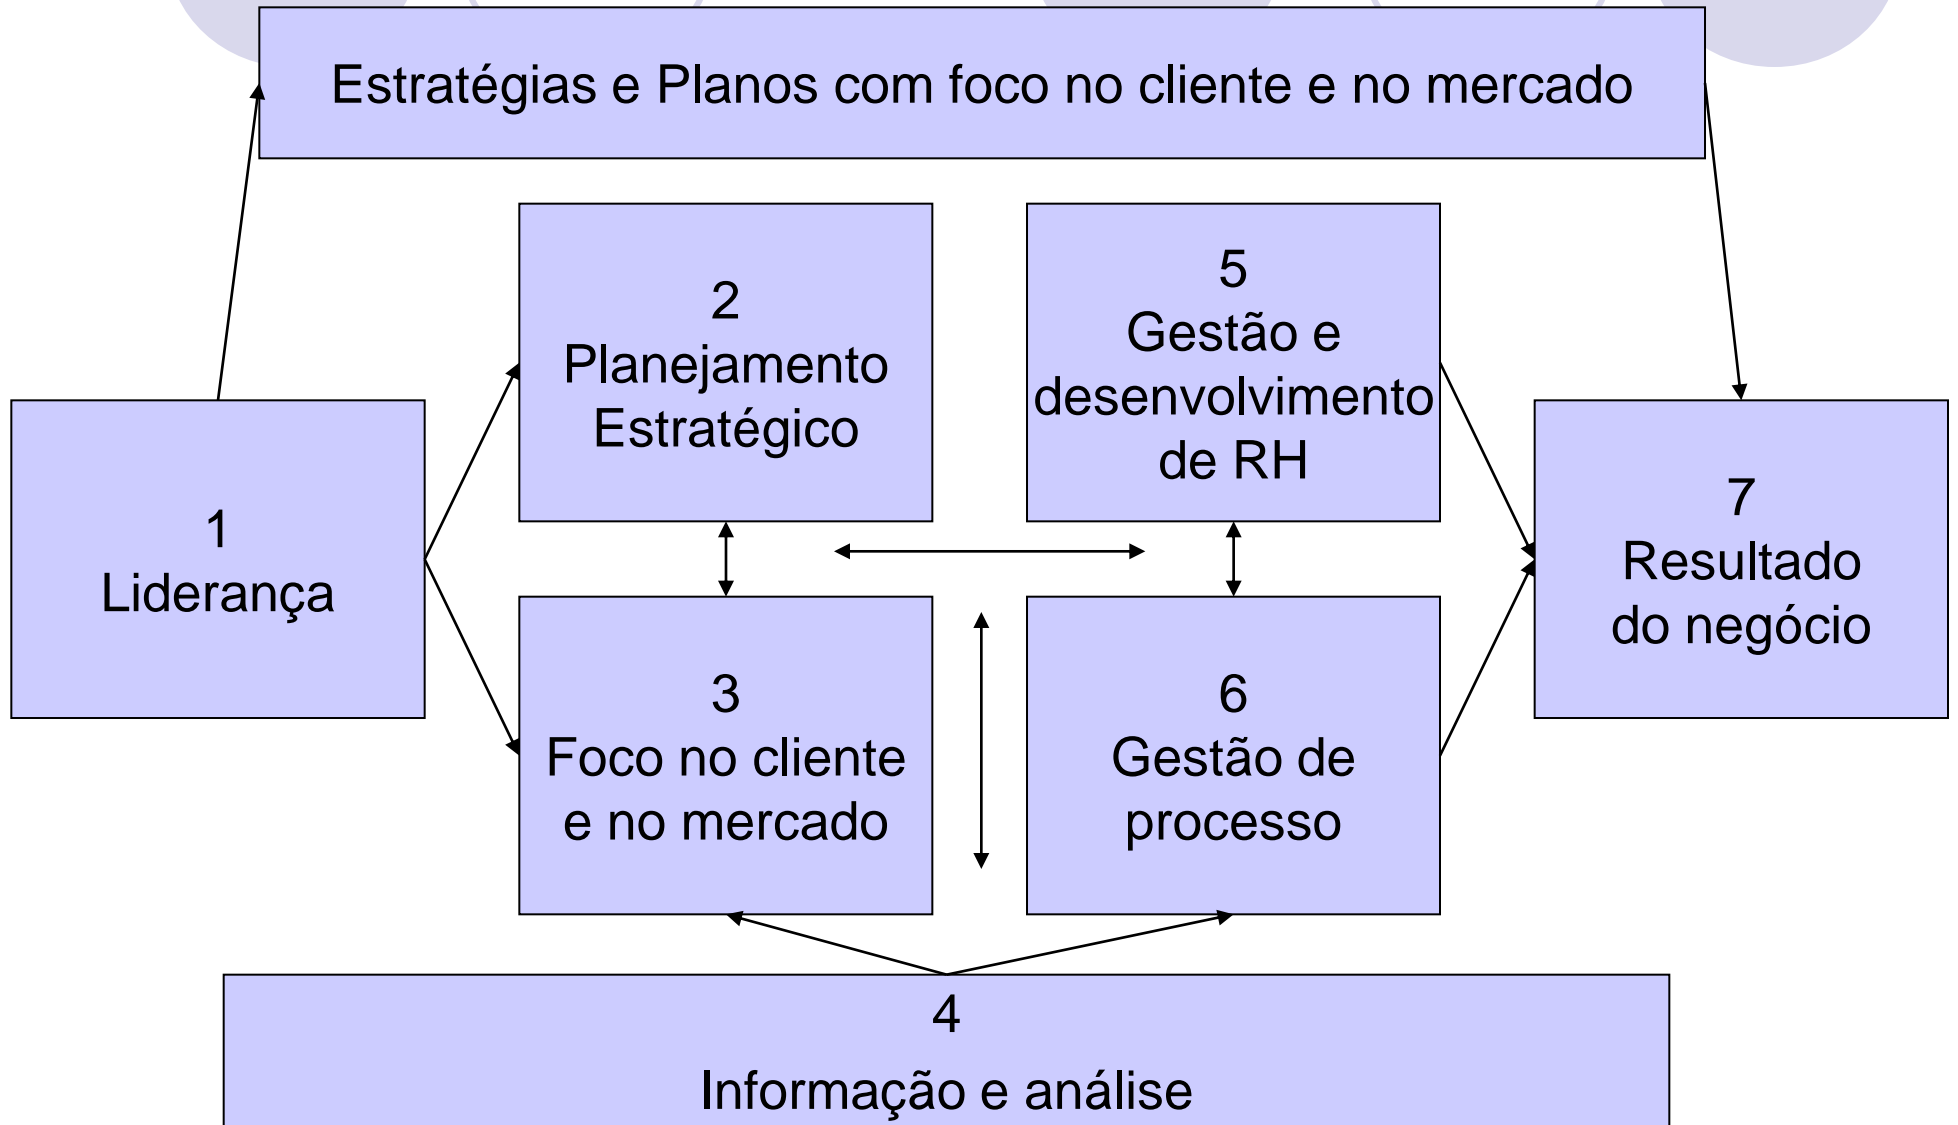 Estratégias e Planos com foco no cliente e no mercado
2
Planejamento
Estratégico
5
Gestão e
desenvolvimento
de RH
1
Liderança
7
Resultado
do negócio
3
Foco no cliente
e no mercado
6
Gestão de
processo
4
Informação e análise